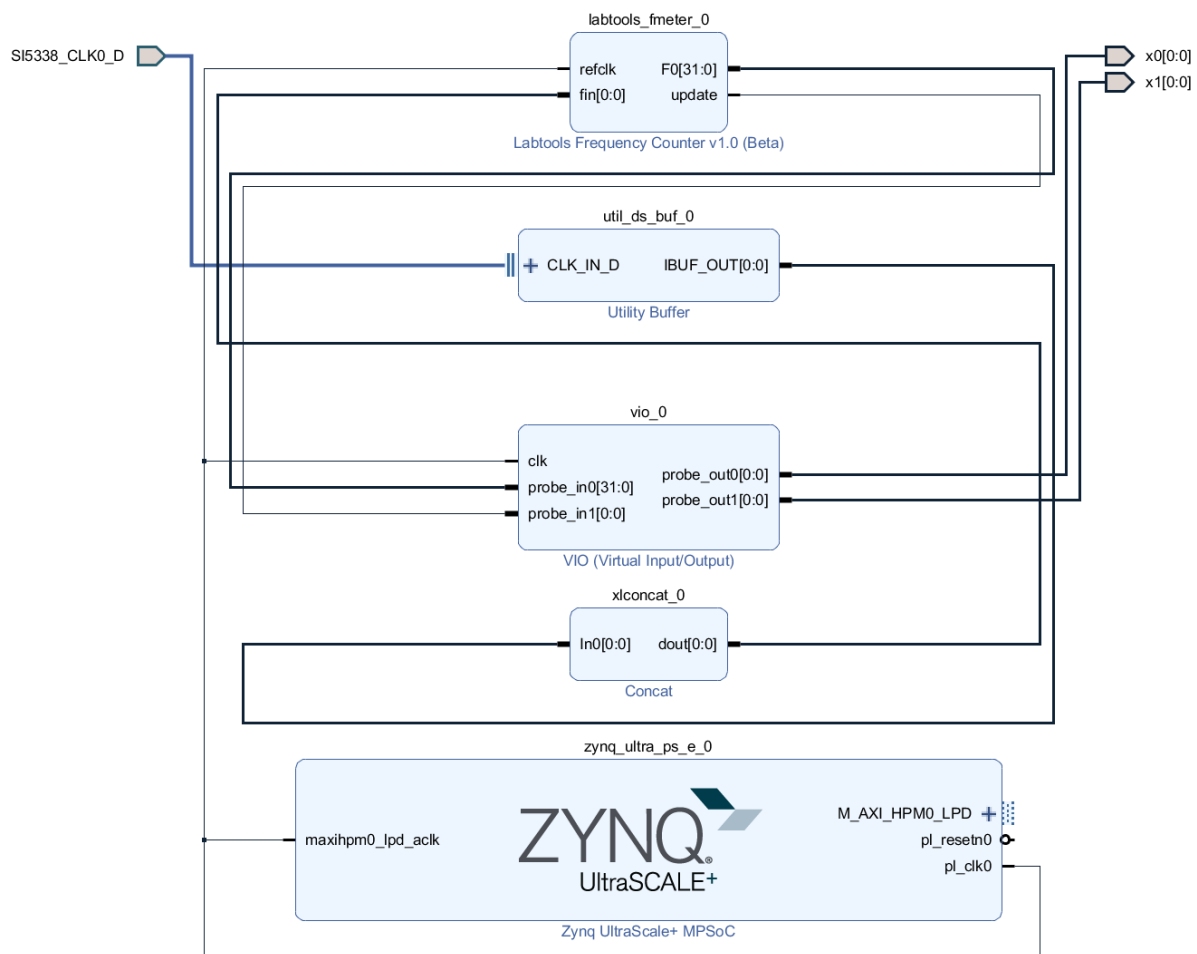 labtools_fmeter_0
SI5338_CLK0_D
x0[0:0]
x1[0:0]
refclk
F0[31:0]
fin[0:0]
update
Labtools Frequency Counter v1.0 (Beta)
util_ds_buf_0
CLK_IN_D
IBUF_OUT[0:0]
Utility Buffer
vio_0
clk
probe_in0[31:0]
probe_in1[0:0]
probe_out0[0:0]
probe_out1[0:0]
VIO (Virtual Input/Output)
xlconcat_0
In0[0:0]
dout[0:0]
Concat
zynq_ultra_ps_e_0
maxihpm0_lpd_aclk
ZYNQ®
UltraSCALE+
M_AXI_HPM0_LPD
pl_resetn0
pl_clk0
Zynq UltraScale+ MPSoC